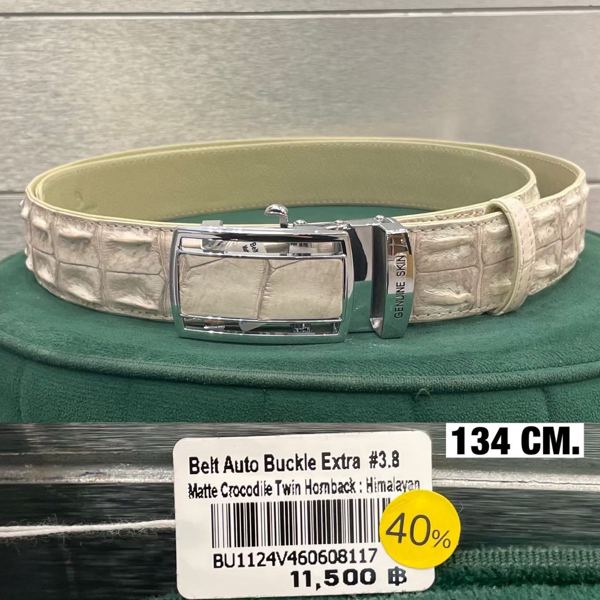 GENUINE SKIN
134 CM.
Belt Auto Buckle Extra #3.8
Matte Crocodile Twin Hornback : Himalayan
40%
BU1124V460608117
11,500 ฿